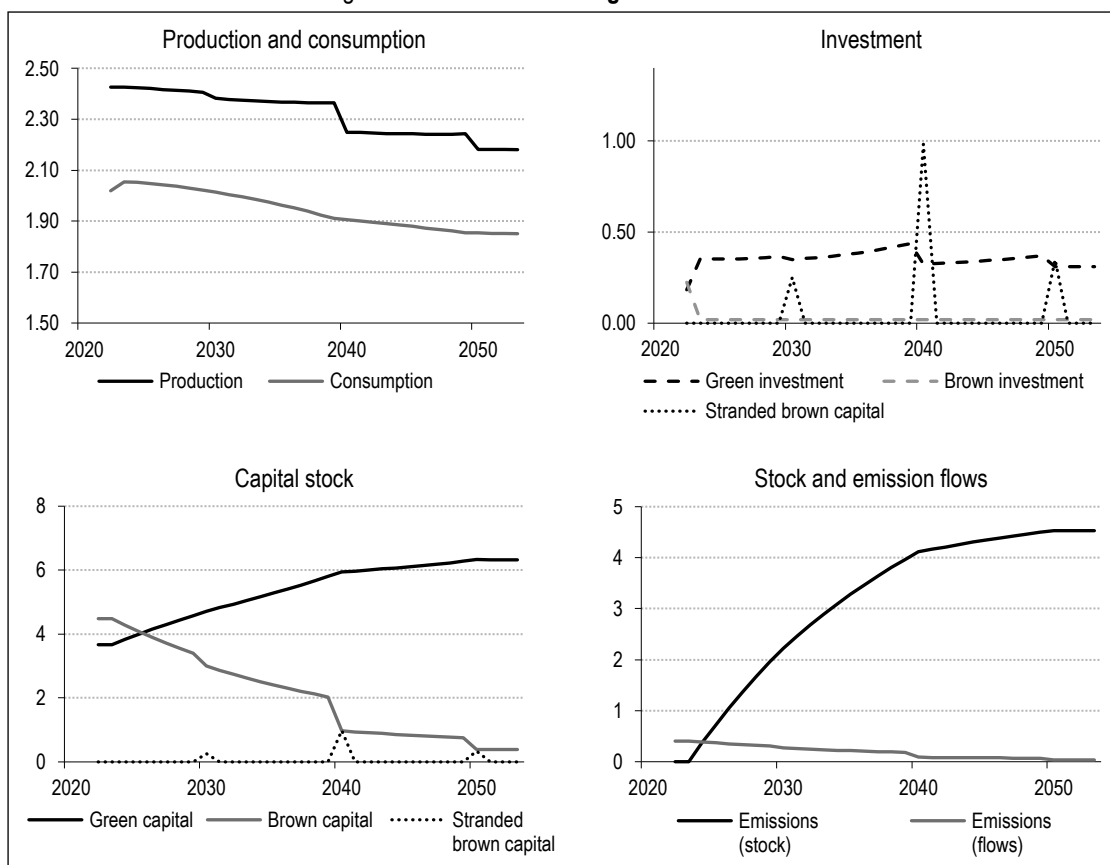 Production and consumption
2.50
2.30
2.10
1.90
1.70
1.50
2020 2030 2040 2050
Production Consumption
Investment
1.00
0.50
0.00
2020 2030 2040 2050
Green investment Brown investment
Stranded brown capital
Capital stock
8
6
4
2
0
2020 2030 2040 2050
Green capital Brown capital Stranded
brown capital
Stock and emission flows
5
4
3
2
1
0
2020 2030 2040 2050
Emissions Emissions
(stock) (flows)